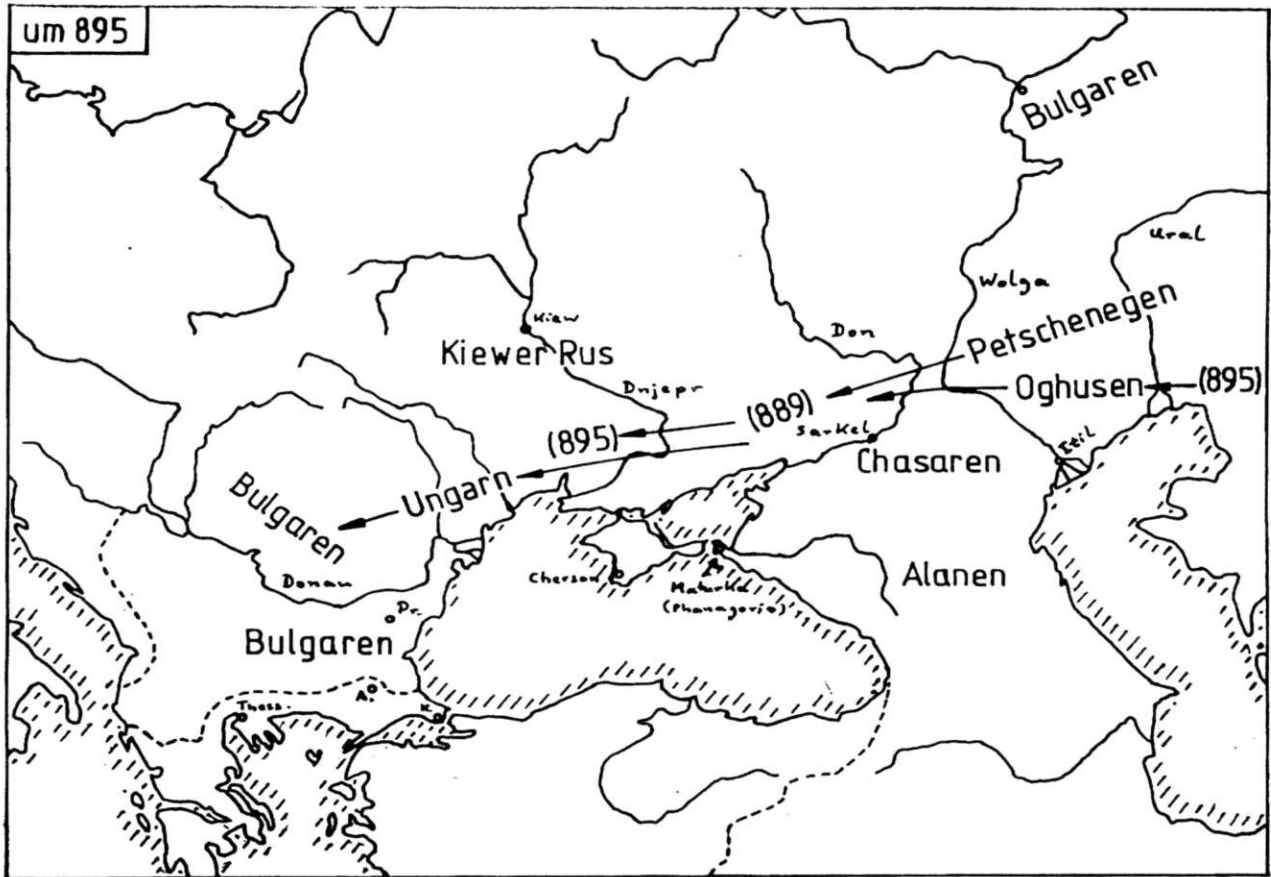 um 895
Bulgaren
Ural
Wolga
Petschenegen
Kiew
Kiewer Rus
Don
Dnjepr
Oghusen
(895)
(889)
(895)
Sarkel
Chasaren
Itil
Ungarn
Bulgaren
Donau
Cherson
Alanen
(Phanagoria)
Pr.
Bulgaren
A.
K.
Thess.